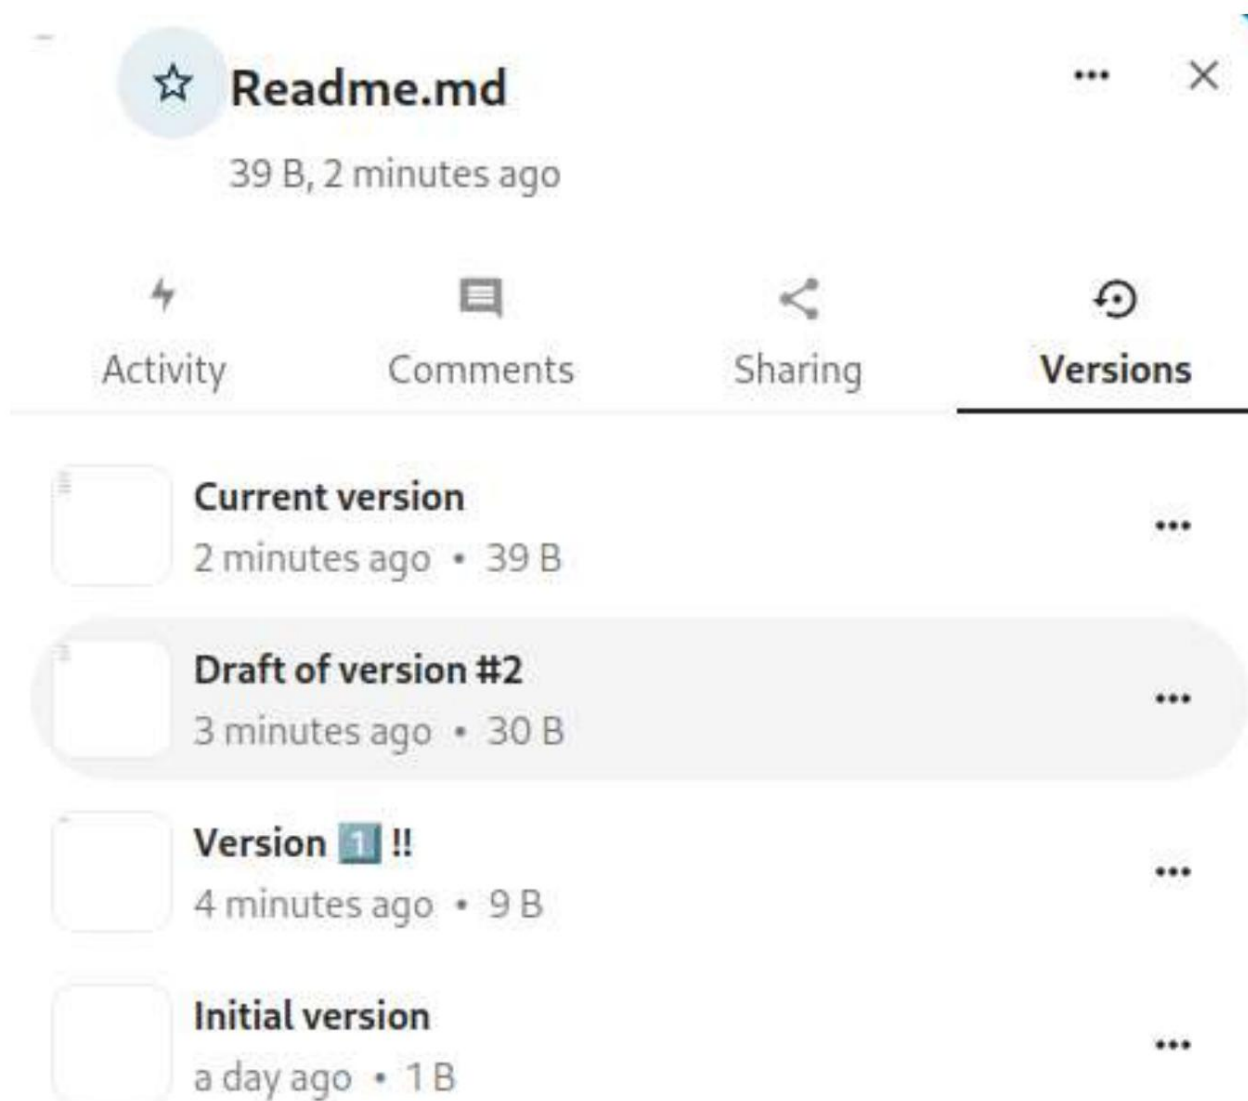 Readme.md
39 B, 2 minutes ago
Activity
Comments
Sharing
Versions
Current version
2 minutes ago • 39 B
Draft of version #2
3 minutes ago • 30 B
Version 1️⃣ !!
4 minutes ago • 9 B
Initial version
a day ago • 1 B